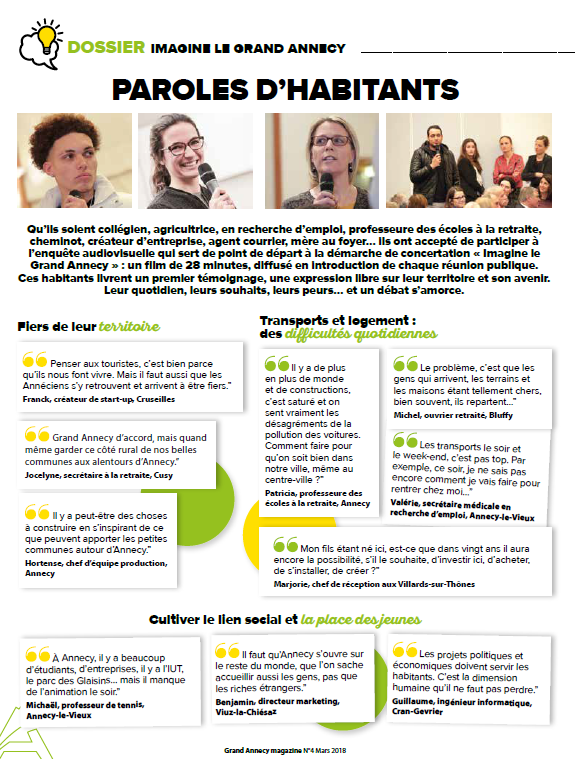 DOSSIER IMAGINE LE GRAND ANNECY
PAROLES D'HABITANTS
Qu'ils soient collégien, agricultrice, en recherche d'emploi, professeure des écoles à la retraite,
cheminot, créateur d'entreprise, agent courrier, mère au foyer... ils ont accepté de participer à
l'enquête audiovisuelle qui sert de point de départ à la démarche de concertation « Imagine le
Grand Annecy » : un film de 28 minutes, diffusé en introduction de chaque réunion publique.
Ces habitants livrent un premier témoignage, une expression libre sur leur territoire et son avenir.
Leur quotidien, leurs souhaits, leurs peurs... et un débat s'amorce.
Fiers de leur territoire
Penser aux touristes, c'est bien parce
qu'ils nous font vivre. Mais il faut aussi que les
Annéciens s'y retrouvent et arrivent à être fiers."
Franck, créateur de start-up, Cruseilles
Grand Annecy d'accord, mais quand
même garder ce côté rural de nos belles
communes aux alentours d'Annecy."
Jocelyne, secrétaire à la retraite, Cusy
Il y a peut-être des choses
à construire en s'inspirant de ce
que peuvent apporter les petites
communes autour d'Annecy."
Hortense, chef d'équipe production,
Annecy
Transports et logement :
des difficultés quotidiennes
Il y a de plus
en plus de monde
et de constructions,
c'est saturé et on
sent vraiment les
désagréments de la
pollution des voitures.
Comment faire pour
qu'on soit bien dans
notre ville, même au
centre-ville ?"
Patricia, professeure des
écoles à la retraite, Annecy
Le problème, c'est que les
gens qui arrivent, les terrains et
les maisons étant tellement chers,
bien souvent, ils repartent..."
Michel, ouvrier retraité, Bluffy
Les transports le soir et
le week-end, c'est pas top. Par
exemple, ce soir, je ne sais pas
encore comment je vais faire pour
rentrer chez moi..."
Valérie, secrétaire médicale en
recherche d'emploi, Annecy-le-Vieux
Mon fils étant né ici, est-ce que dans vingt ans il aura
encore la possibilité, s'il le souhaite, d'investir ici, d'acheter,
de s'installer, de créer ?"
Marjorie, chef de réception aux Villards-sur-Thônes
Cultiver le lien social et la place des jeunes
À Annecy, il y a beaucoup
d'étudiants, d'entreprises, il y a l'IUT,
le parc des Glaisins... mais il manque
de l'animation le soir."
Michaël, professeur de tennis,
Annecy-le-Vieux
Il faut qu'Annecy s'ouvre sur
le reste du monde, que l'on sache
accueillir aussi les gens, pas que
les riches étrangers."
Benjamin, directeur marketing,
Viuz-la-Chiésaz
Les projets politiques et
économiques doivent servir les
habitants. C'est la dimension
humaine qu'il ne faut pas perdre."
Guillaume, ingénieur informatique,
Cran-Gevrier
Grand Annecy magazine N°4 Mars 2018